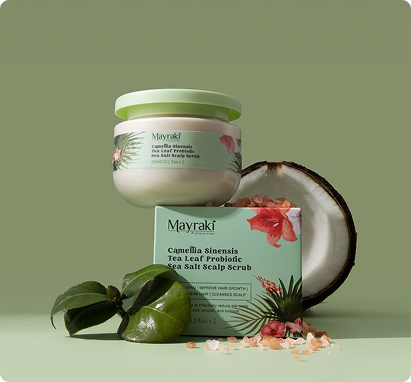 Mayraki
Camellia Sinensis
Tea Leaf Probiotic
Sea Salt Scalp Scrub
Mayraki
Camellia Sinensis
Tea Leaf Probiotic
Sea Salt Scalp Scrub
| IMPROVE HAIR GROWTH |
HAIR | CLEANSES SCALP